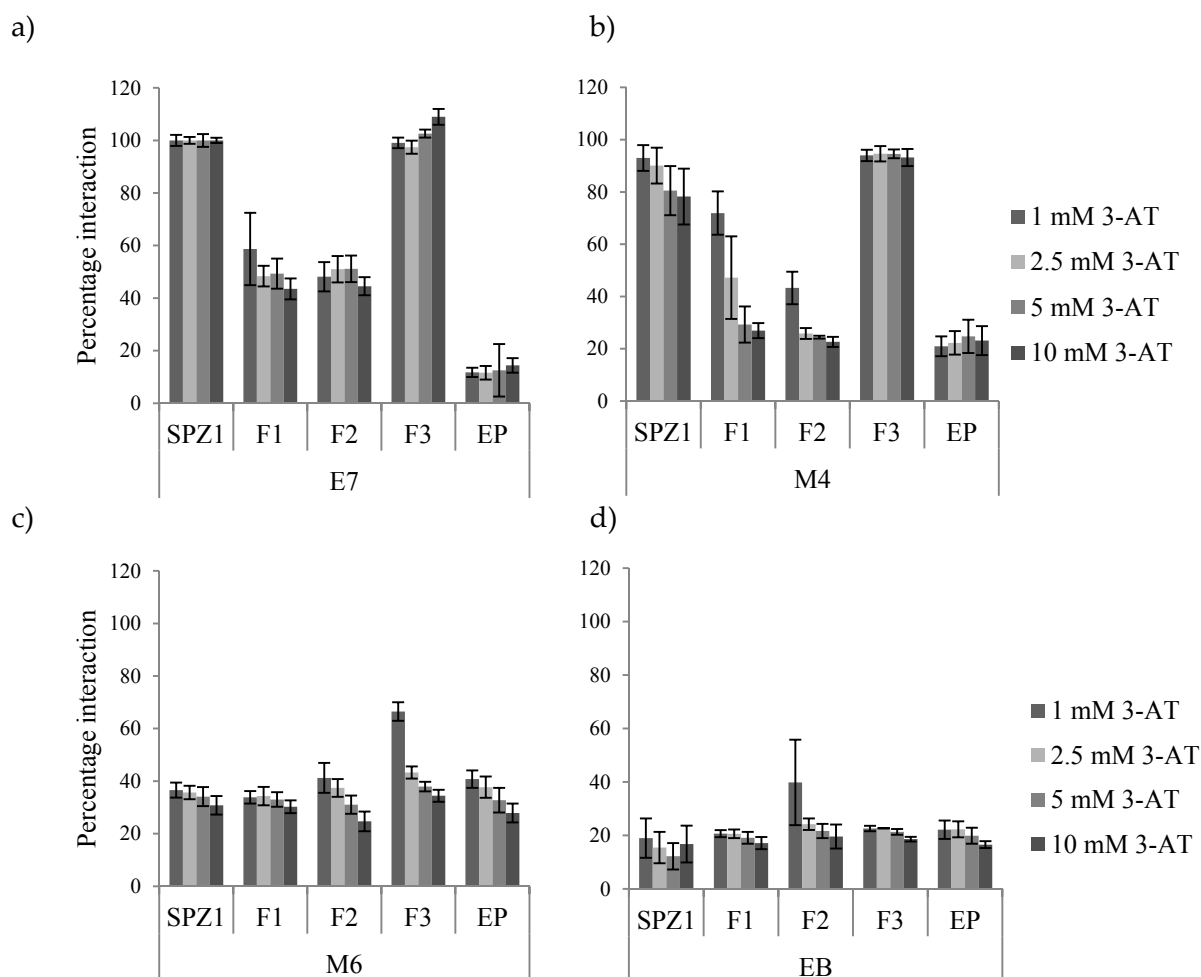 a)
120
100
80
60
40
20
0
Percentage interaction
SPZ1 F1 F2 F3 EP
E7
b)
120
100
80
60
40
20
0
SPZ1 F1 F2 F3 EP
M4
1 mM 3-AT
2.5 mM 3-AT
5 mM 3-AT
10 mM 3-AT
c)
120
100
80
60
40
20
0
Percentage interaction
SPZ1 F1 F2 F3 EP
M6
d)
120
100
80
60
40
20
0
SPZ1 F1 F2 F3 EP
EB
1 mM 3-AT
2.5 mM 3-AT
5 mM 3-AT
10 mM 3-AT